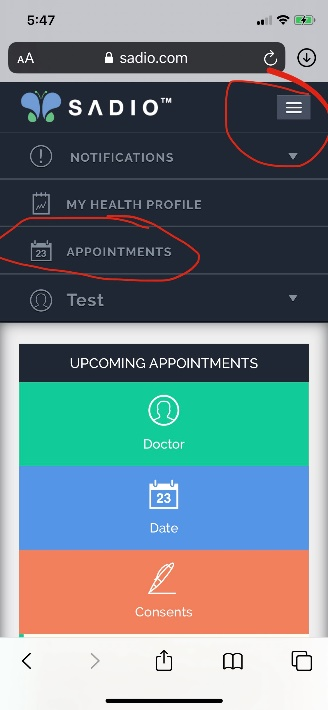 5:47
AA sadio.com
SADIO™
NOTIFICATIONS
MY HEALTH PROFILE
23 APPOINTMENTS
Test
UPCOMING APPOINTMENTS
Doctor
23
Date
Consents